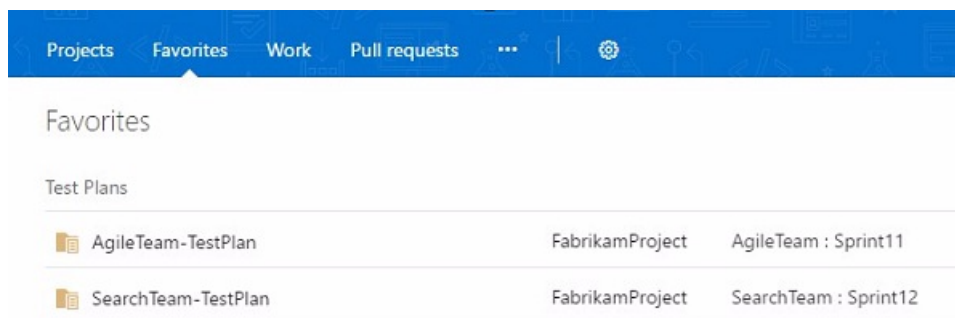 Projects Favorites Work Pull requests ...
Favorites
Test Plans
AgileTeam-TestPlan FabrikamProject AgileTeam : Sprint11
SearchTeam-TestPlan FabrikamProject SearchTeam : Sprint12